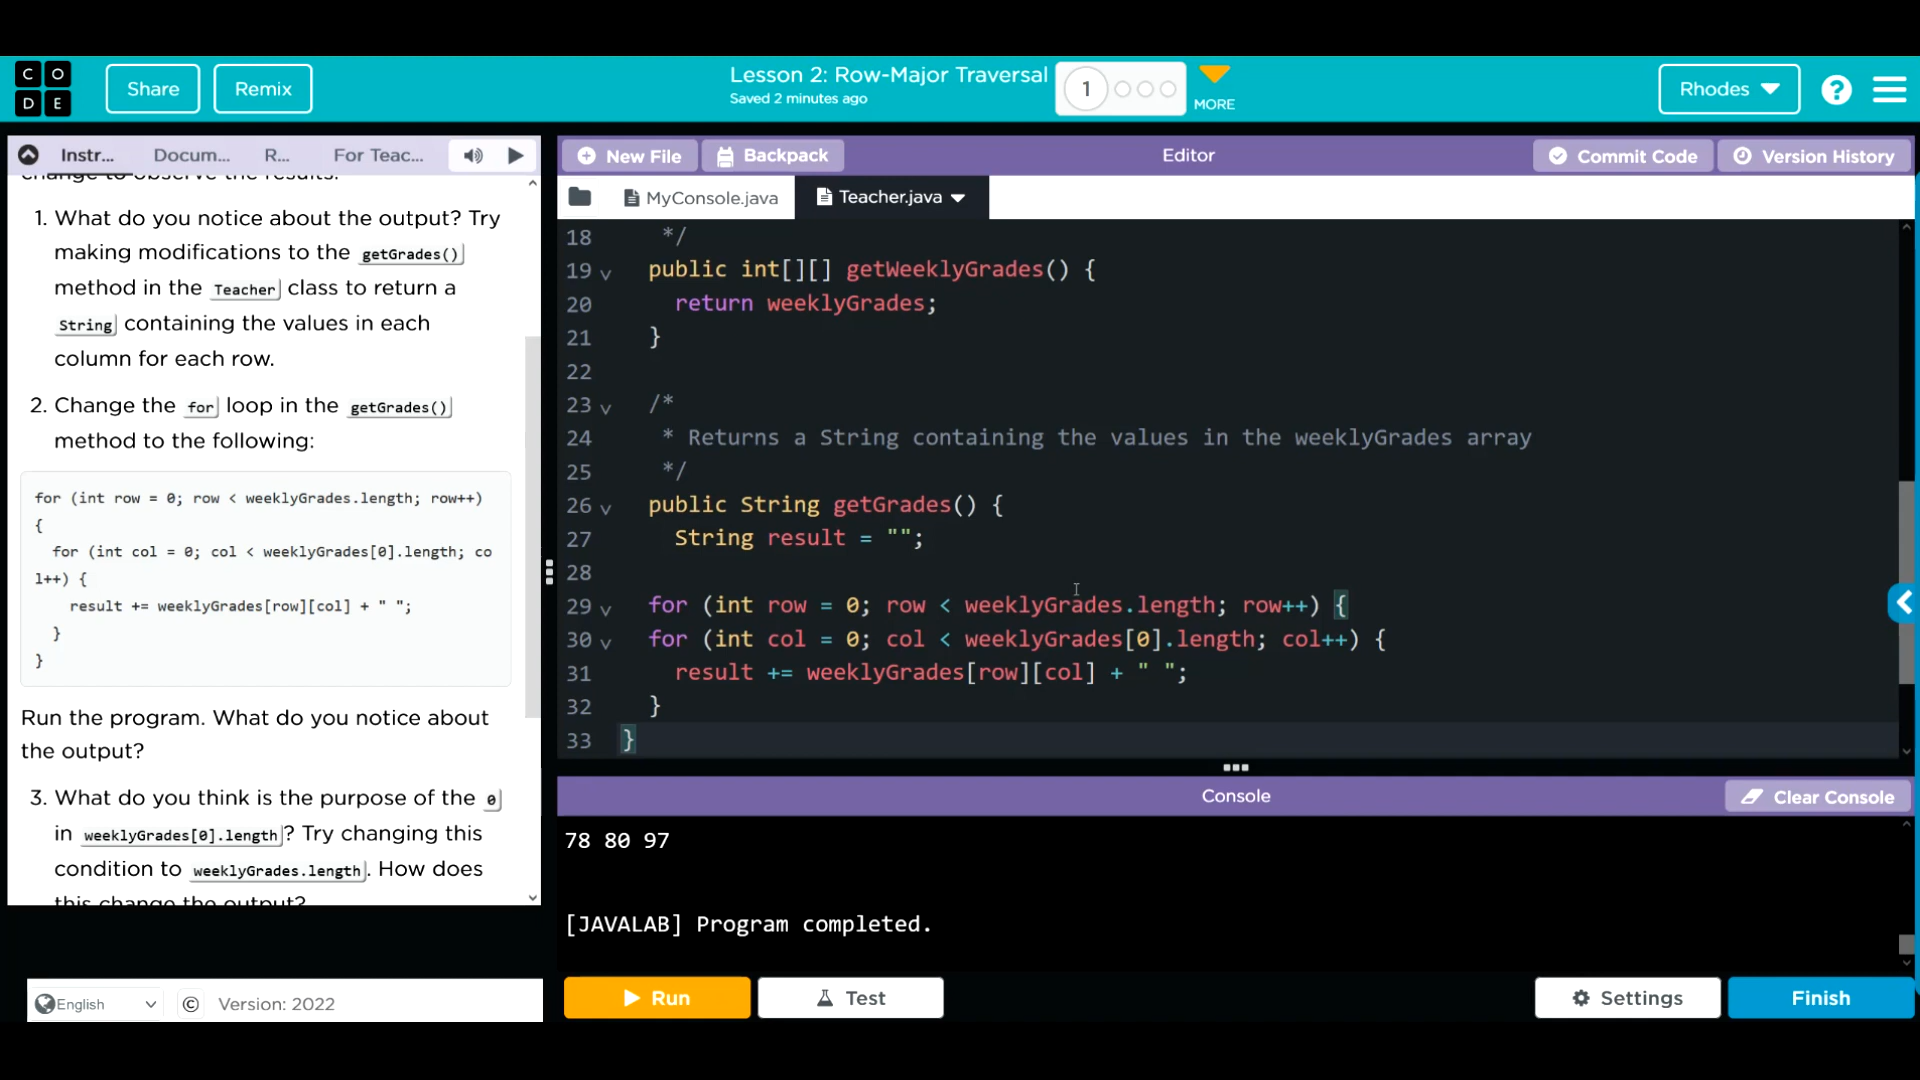 C O D E
Share
Remix
Lesson 2: Row-Major Traversal
Saved 2 minutes ago
1
MORE
Rhodes
?
Instr...
Docum...
R...
For Teac...
change to observe the results.
1. What do you notice about the output? Try
making modifications to the getGrades()
method in the Teacher class to return a
String containing the values in each
column for each row.
2. Change the for loop in the getGrades()
method to the following:
for (int row = 0; row < weeklyGrades.length; row++)
{
for (int col = 0; col < weeklyGrades[0].length; co
l++) {
result += weeklyGrades[row][col] + " ";
}
}
Run the program. What do you notice about
the output?
3. What do you think is the purpose of the 0
in weeklyGrades[0].length? Try changing this
condition to weeklyGrades.length. How does
this change the output?
English
©
Version: 2022
New File
Backpack
Editor
Commit Code
Version History
MyConsole.java
Teacher.java
18 */
19 public int[][] getWeeklyGrades() {
20 return weeklyGrades;
21 }
22
23 /*
24 * Returns a String containing the values in the weeklyGrades array
25 */
26 public String getGrades() {
27 String result = "";
28
29 for (int row = 0; row < weeklyGrades.length; row++) {
30 for (int col = 0; col < weeklyGrades[0].length; col++) {
31 result += weeklyGrades[row][col] + " ";
32 }
33 }
Console
Clear Console
78 80 97
[JAVALAB] Program completed.
Run
Test
Settings
Finish